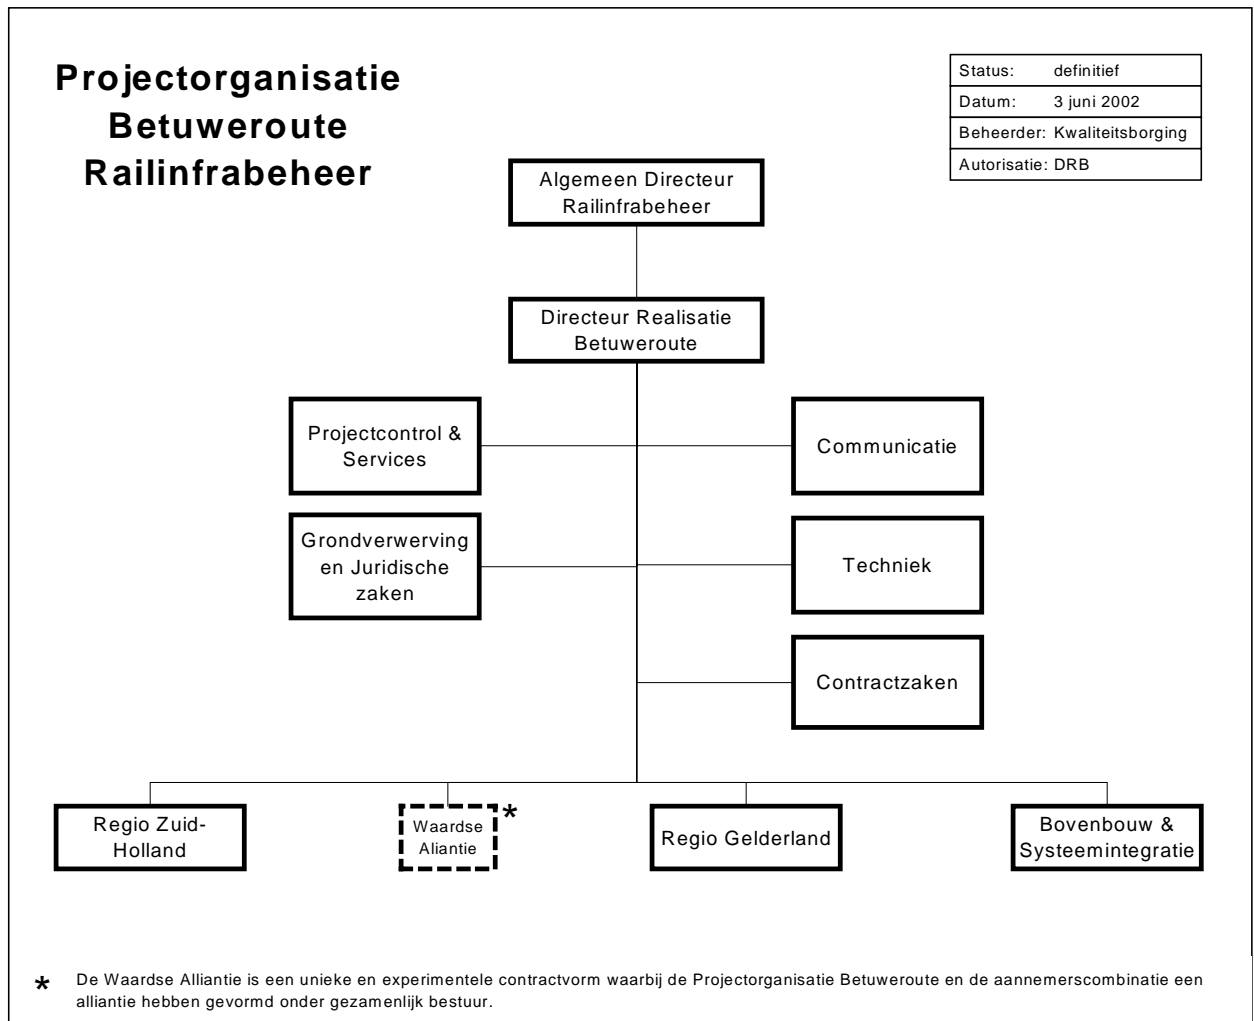 Projectorganisatie
Betuweroute
Railinfrabeheer
Status: definitief
Datum: 3 juni 2002
Beheerder: Kwaliteitsborging
Autorisatie: DRB
Algemeen Directeur
Railinfrabeheer
Directeur Realisatie
Betuweroute
Projectcontrol &
Services
Communicatie
Grondverwerving
en Juridische
zaken
Techniek
Contractzaken
Regio Zuid-
Holland
Waardse
Aliantie
*
Regio Gelderland
Bovenbouw &
Systeemintegratie
* De Waardse Alliantie is een unieke en experimentele contractvorm waarbij de Projectorganisatie Betuweroute en de aannemerscombinatie een
alliantie hebben gevormd onder gezamenlijk bestuur.